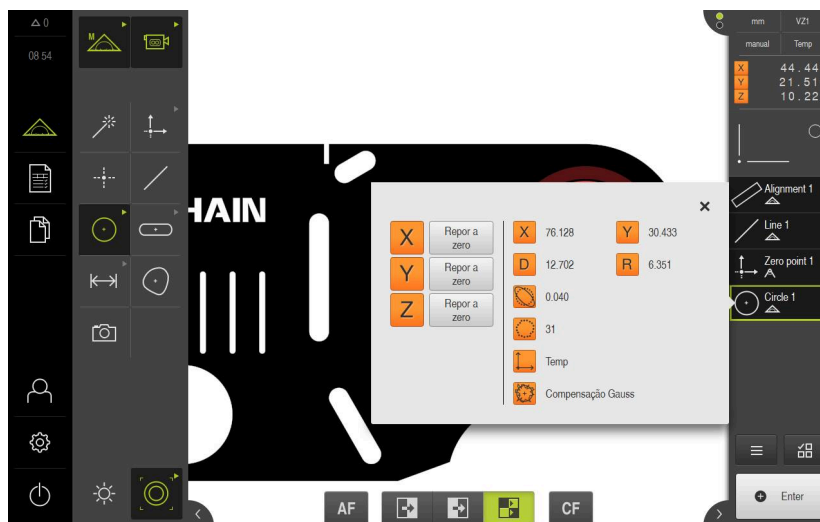 0
08 54
M
HAIN
X
Repor a
zero
Y
Repor a
zero
Z
Repor a
zero
X 76.128 Y 30.433
D 12.702 R 6.351
0.040
31
Temp
Compensação Gauss
AF
CF
mm VZ1
manual Temp
X 44.44
Y 21.51
Z 10.22
Alignment 1
Line 1
Zero point 1
Circle 1
Enter